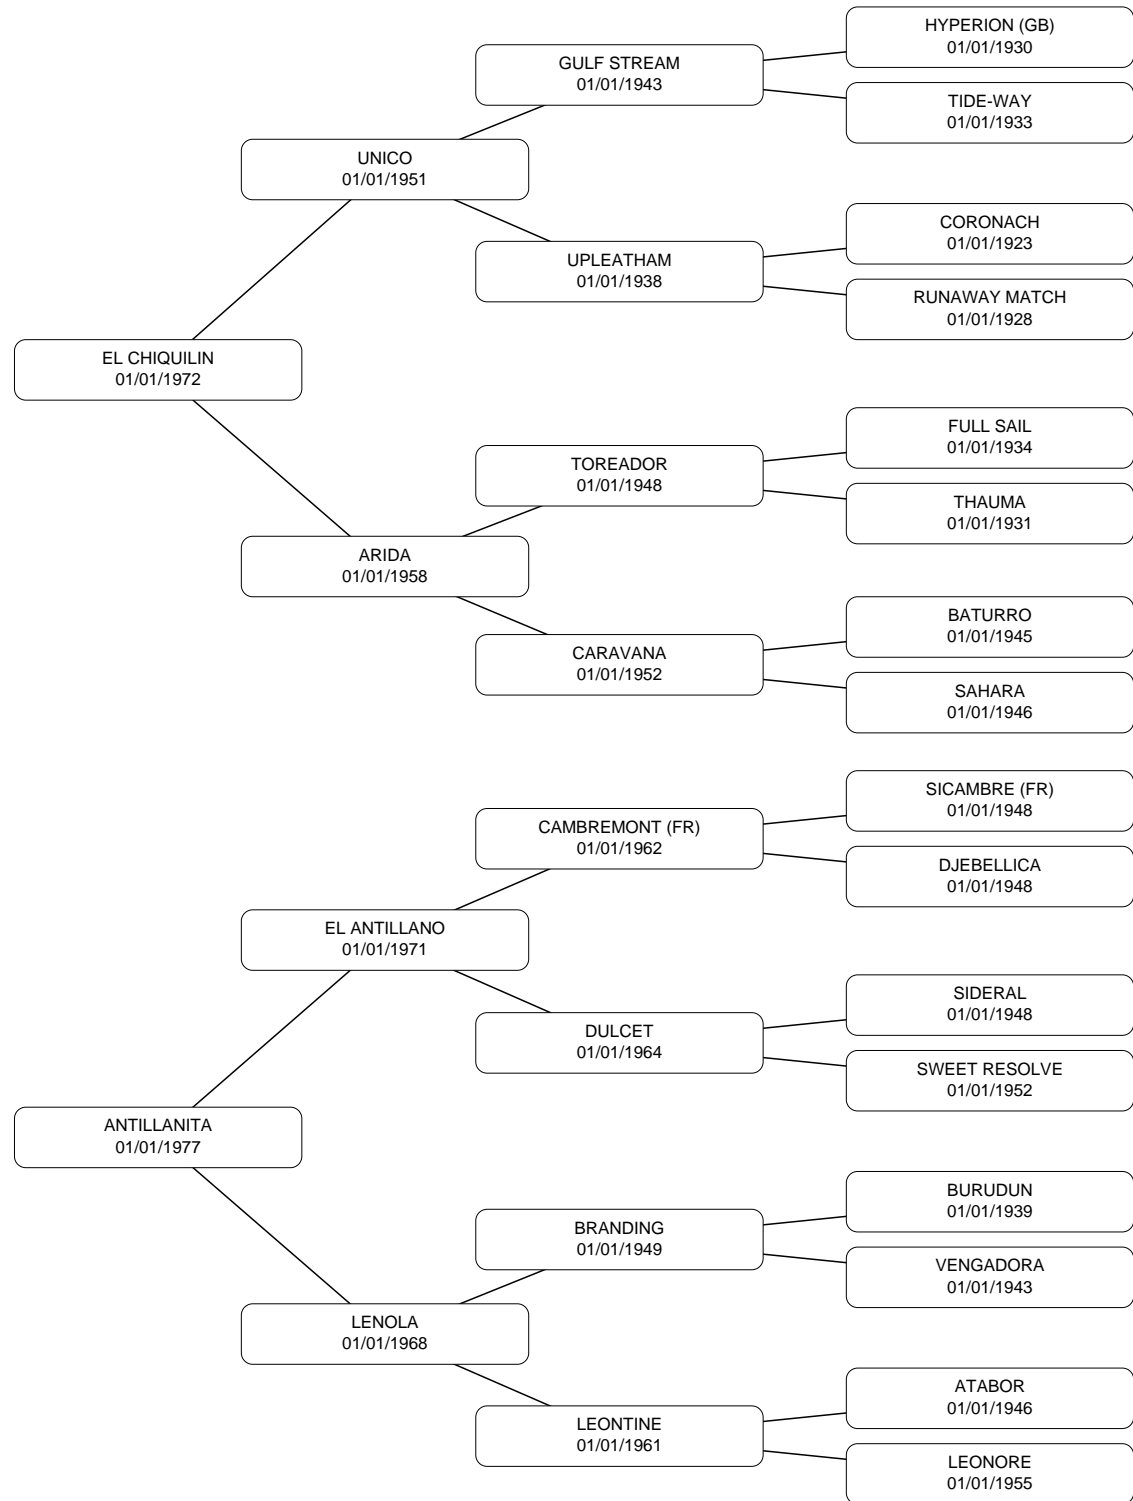 HYPERION (GB)
01/01/1930
GULF STREAM
01/01/1943
TIDE-WAY
01/01/1933
UNICO
01/01/1951
CORONACH
01/01/1923
UPLEATHAM
01/01/1938
RUNAWAY MATCH
01/01/1928
EL CHIQUILIN
01/01/1972
FULL SAIL
01/01/1934
TOREADOR
01/01/1948
THAUMA
01/01/1931
ARIDA
01/01/1958
BATURRO
01/01/1945
CARAVANA
01/01/1952
SAHARA
01/01/1946
SICAMBRE (FR)
01/01/1948
CAMBREMONT (FR)
01/01/1962
DJEBELLICA
01/01/1948
EL ANTILLANO
01/01/1971
SIDERAL
01/01/1948
DULCET
01/01/1964
SWEET RESOLVE
01/01/1952
ANTILLANITA
01/01/1977
BURUDUN
01/01/1939
BRANDING
01/01/1949
VENGADORA
01/01/1943
LENOLA
01/01/1968
ATABOR
01/01/1946
LEONTINE
01/01/1961
LEONORE
01/01/1955